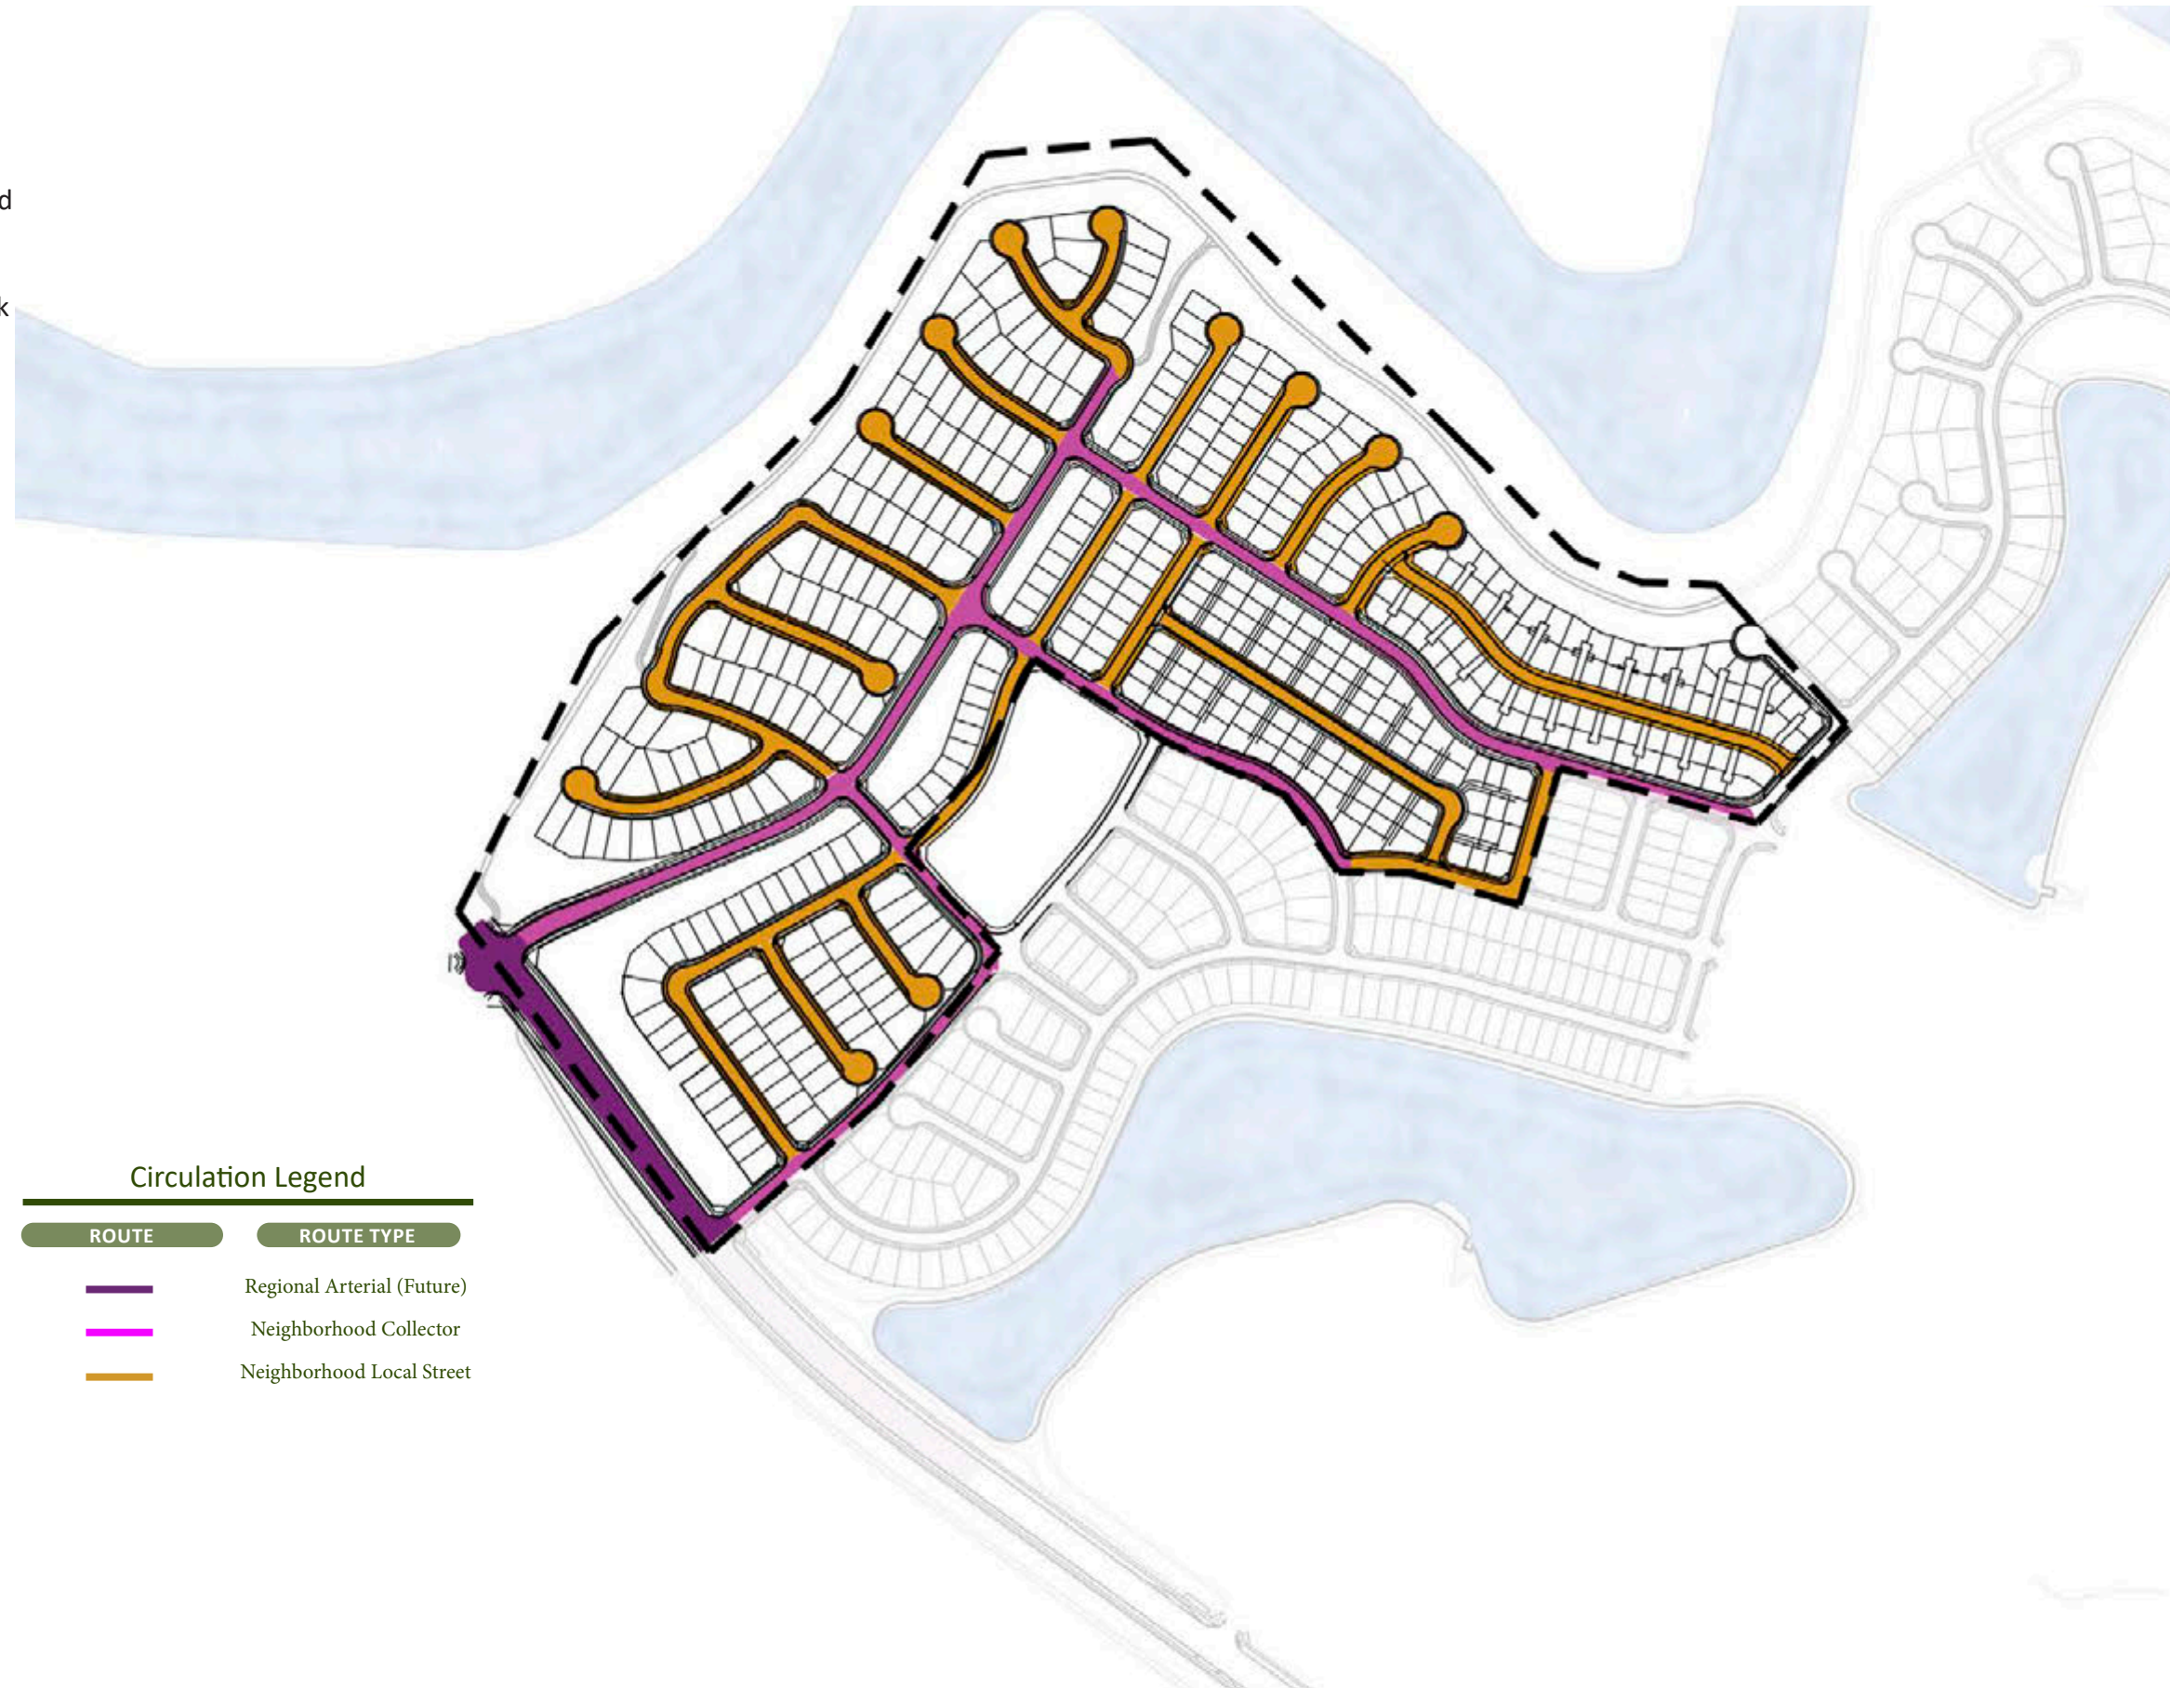 d
k
Circulation Legend
ROUTE ROUTE TYPE
Regional Arterial (Future)
Neighborhood Collector
Neighborhood Local Street